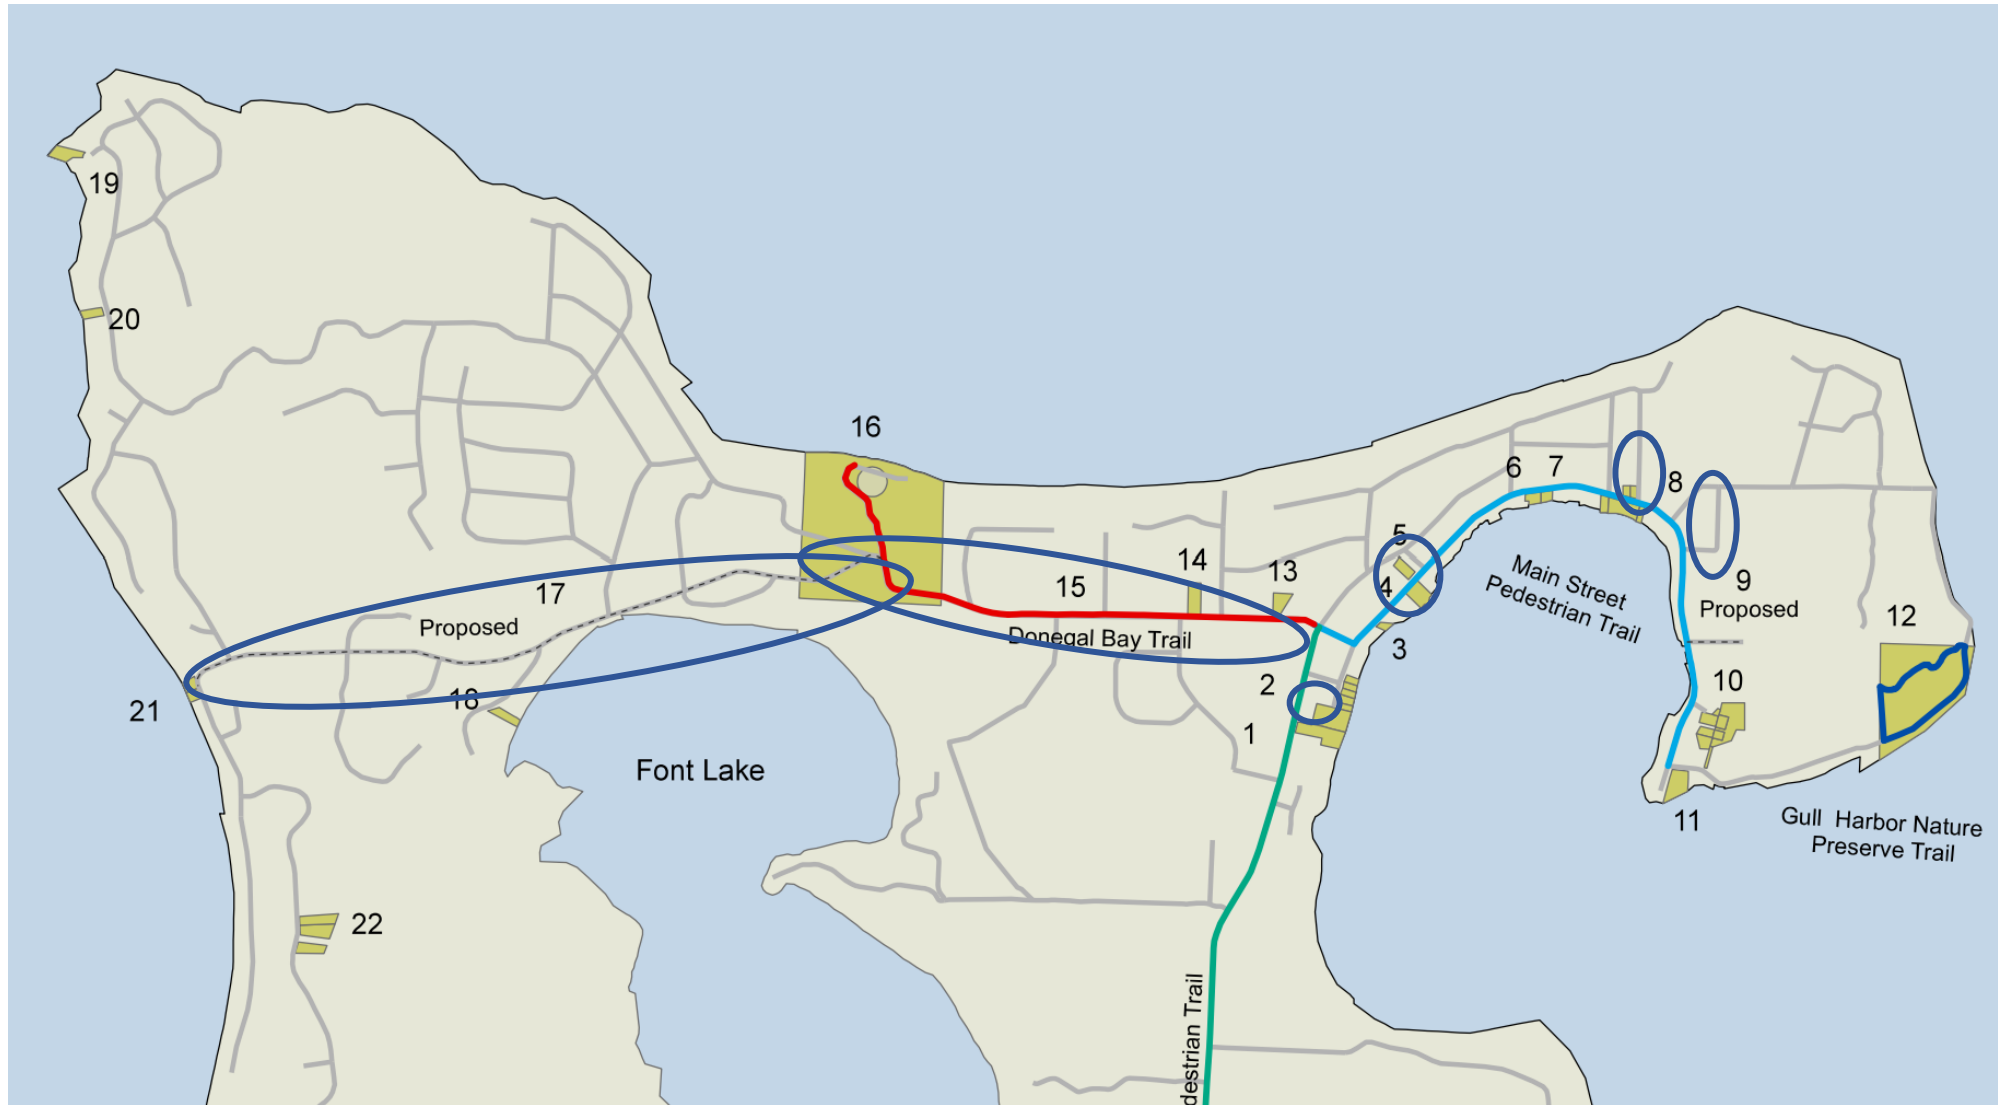 19
20
16
6
7
8
5
14
13
15
17
4
Main Street
Pedestrian Trail
9
Proposed
Proposed
12
Donegal Bay Trail
3
2
10
18
21
1
Font Lake
11
Gull Harbor Nature
Preserve Trail
22
destrian Trail